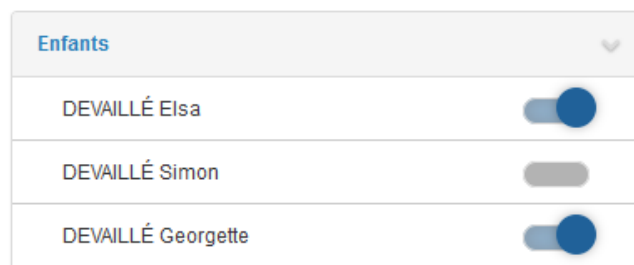 Enfants
DEVAILLÉ Elsa
DEVAILLÉ Simon
DEVAILLÉ Georgette